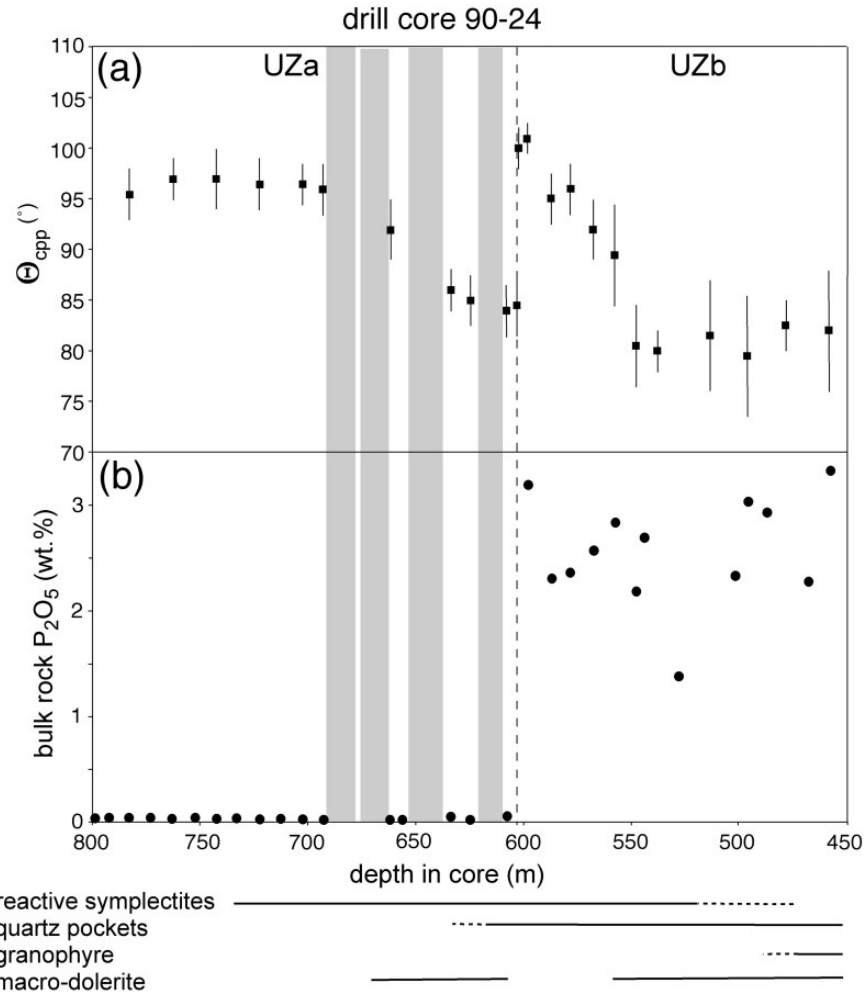 drill core 90-24
(a)
UZa
UZb
110
105
100
95
90
85
80
75
70
Θcpp (°)
(b)
3
2
1
0
bulk rock P₂O₅ (wt.%)
800 750 700 650 600 550 500 450
depth in core (m)
reactive symplectites
quartz pockets
granophyre
macro-dolerite